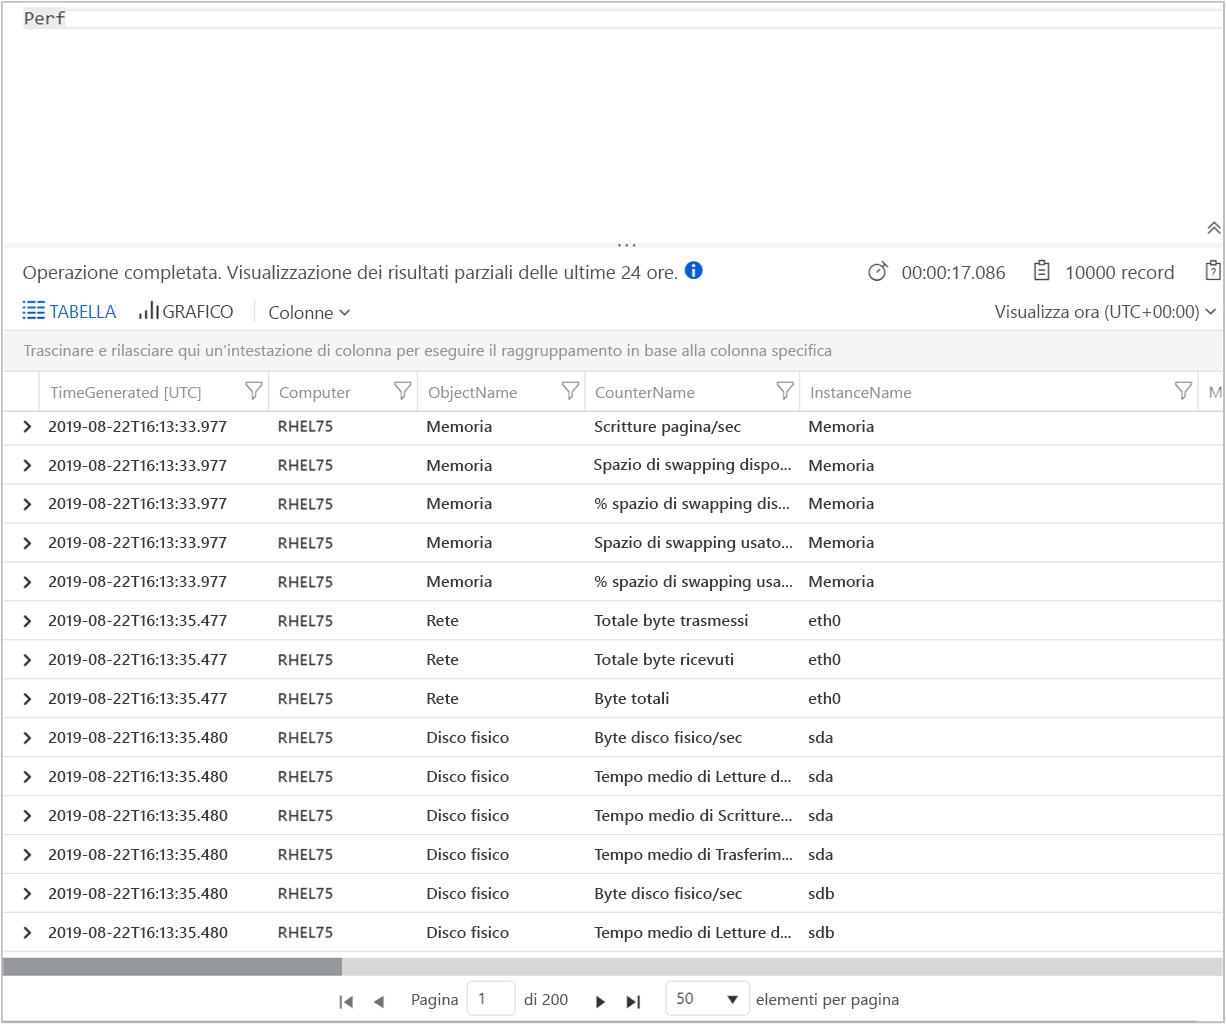 Perf
Operazione completata. Visualizzazione dei risultati parziali delle ultime 24 ore. 00:00:17.086 10000 record
TABELLA GRAFICO Colonne Visualizza ora (UTC+00:00)
Trascinare e rilasciare qui un'intestazione di colonna per eseguire il raggruppamento in base alla colonna specifica
TimeGenerated [UTC] Computer ObjectName CounterName InstanceName M
2019-08-22T16:13:33.977 RHEL75 Memoria Scritture pagina/sec Memoria
2019-08-22T16:13:33.977 RHEL75 Memoria Spazio di swapping dispo... Memoria
2019-08-22T16:13:33.977 RHEL75 Memoria % spazio di swapping dis... Memoria
2019-08-22T16:13:33.977 RHEL75 Memoria Spazio di swapping usato... Memoria
2019-08-22T16:13:33.977 RHEL75 Memoria % spazio di swapping usa... Memoria
2019-08-22T16:13:35.477 RHEL75 Rete Totale byte trasmessi eth0
2019-08-22T16:13:35.477 RHEL75 Rete Totale byte ricevuti eth0
2019-08-22T16:13:35.477 RHEL75 Rete Byte totali eth0
2019-08-22T16:13:35.480 RHEL75 Disco fisico Byte disco fisico/sec sda
2019-08-22T16:13:35.480 RHEL75 Disco fisico Tempo medio di Letture d... sda
2019-08-22T16:13:35.480 RHEL75 Disco fisico Tempo medio di Scritture... sda
2019-08-22T16:13:35.480 RHEL75 Disco fisico Tempo medio di Trasferim... sda
2019-08-22T16:13:35.480 RHEL75 Disco fisico Byte disco fisico/sec sdb
2019-08-22T16:13:35.480 RHEL75 Disco fisico Tempo medio di Letture d... sdb
Pagina 1 di 200 50 elementi per pagina